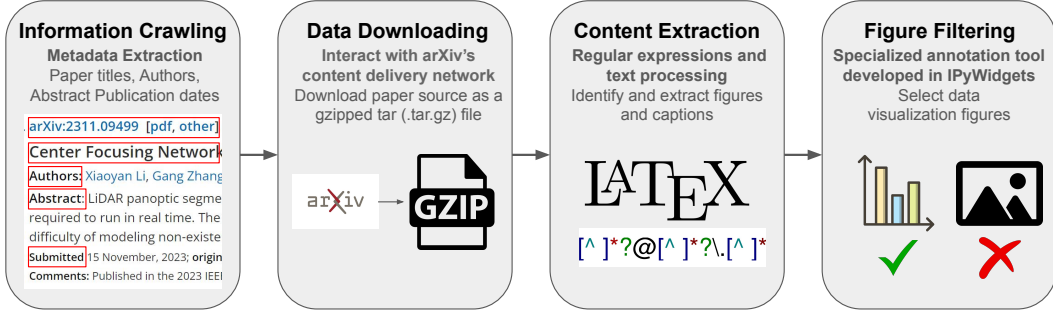 Information Crawling
Metadata Extraction
Paper titles, Authors,
Abstract Publication dates
arXiv:2311.09499 [pdf, other]
Center Focusing Network
Authors: Xiaoyan Li, Gang Zhang
Abstract: LiDAR panoptic segme
required to run in real time. The
difficulty of modeling non-existe
Submitted 15 November, 2023; origin
Comments: Published in the 2023 IEEE
Data Downloading
Interact with arXiv's
content delivery network
Download paper source as a
gzipped tar (.tar.gz) file
arXiv
GZIP
Content Extraction
Regular expressions and
text processing
Identify and extract figures
and captions
LATEX
[^ ]*?@[^ ]*?\.[^ ]*
Figure Filtering
Specialized annotation tool
developed in IPyWidgets
Select data
visualization figures